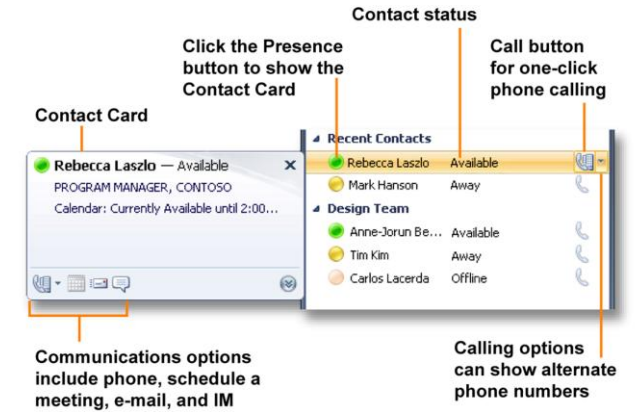 Contact status
Click the Presence
button to show the
Contact Card
Call button
for one-click
phone calling
Contact Card
Rebecca Laszlo — Available
PROGRAM MANAGER, CONTOSO
Calendar: Currently Available until 2:00...
Recent Contacts
Rebecca Laszlo Available
Mark Hanson Away
Design Team
Anne-Jorun Be... Available
Tim Kim Away
Carlos Lacerda Offline
Communications options
include phone, schedule a
meeting, e-mail, and IM
Calling options
can show alternate
phone numbers